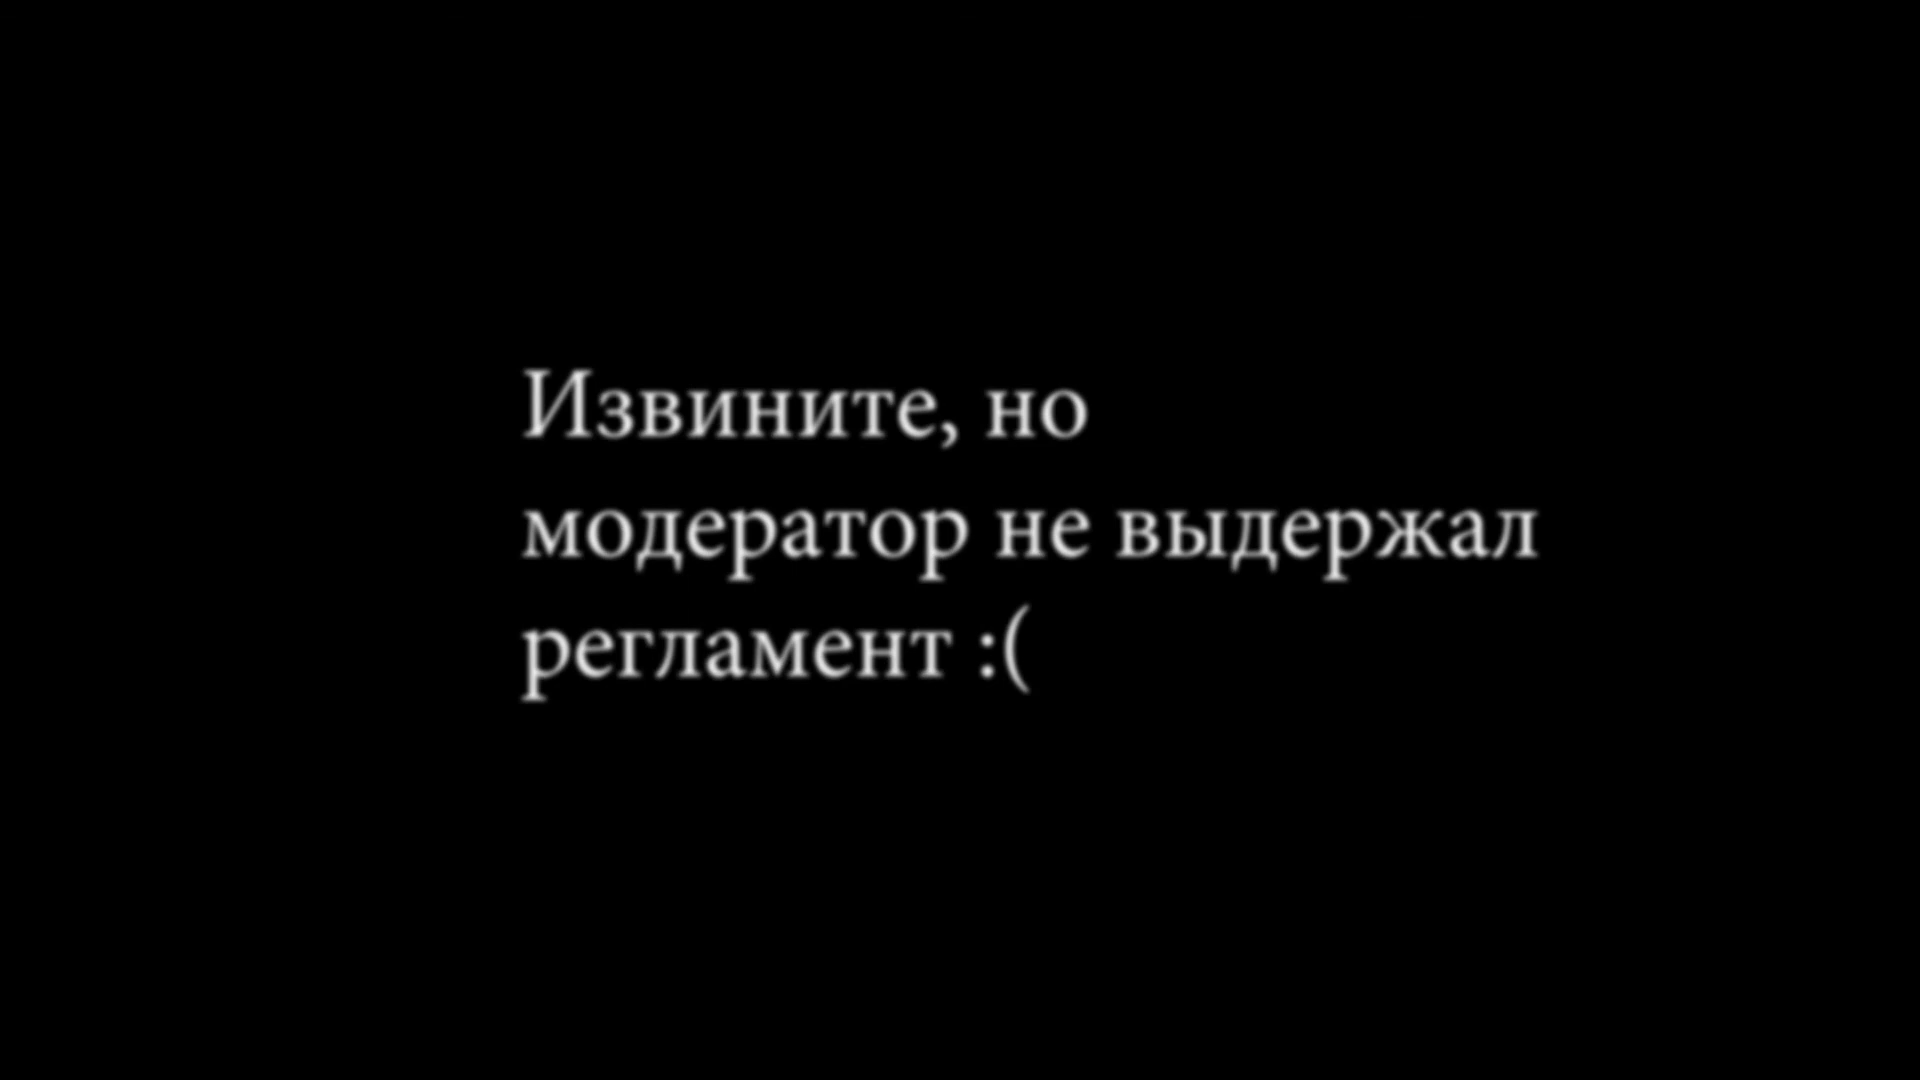 Извините, но
модератор не выдержал
регламент :(